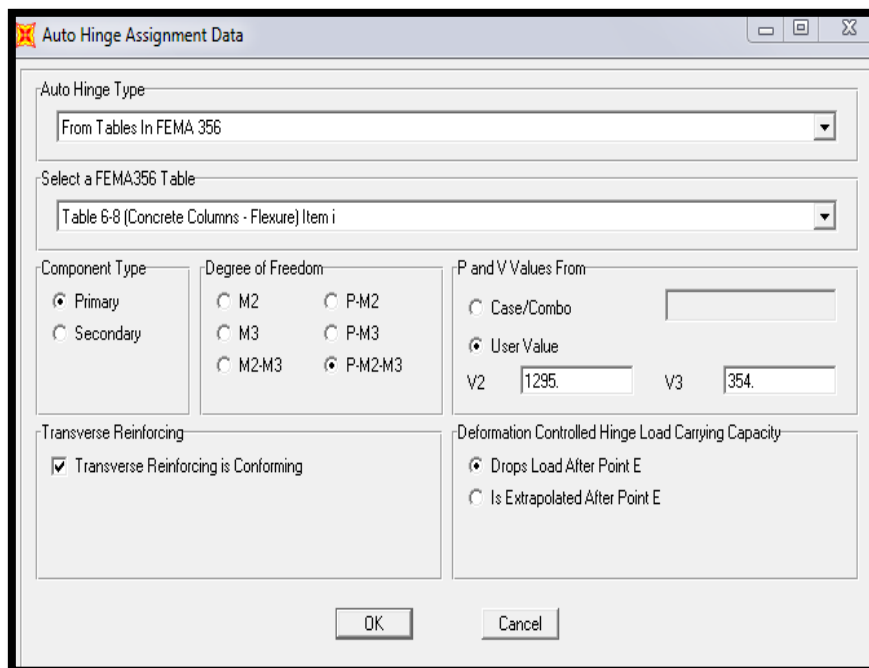 Auto Hinge Assignment Data
Auto Hinge Type
From Tables In FEMA 356
Select a FEMA356 Table
Table 6-8 (Concrete Columns - Flexure) Item i
Component Type
Primary
Secondary
Degree of Freedom
M2 P-M2
M3 P-M3
M2-M3 P-M2-M3
P and V Values From
Case/Combo
User Value
V2 1295. V3 354.
Transverse Reinforcing
Transverse Reinforcing is Conforming
Deformation Controlled Hinge Load Carrying Capacity
Drops Load After Point E
Is Extrapolated After Point E
OK Cancel